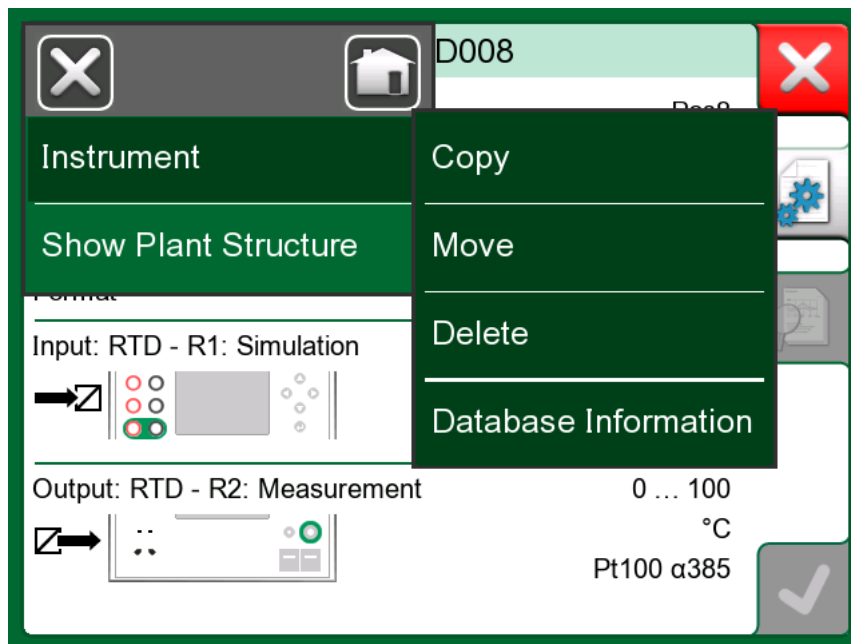 D008
Instrument
Copy
Show Plant Structure
Move
Delete
Input: RTD - R1: Simulation
Database Information
Output: RTD - R2: Measurement
0 ... 100
°C
Pt100 α385